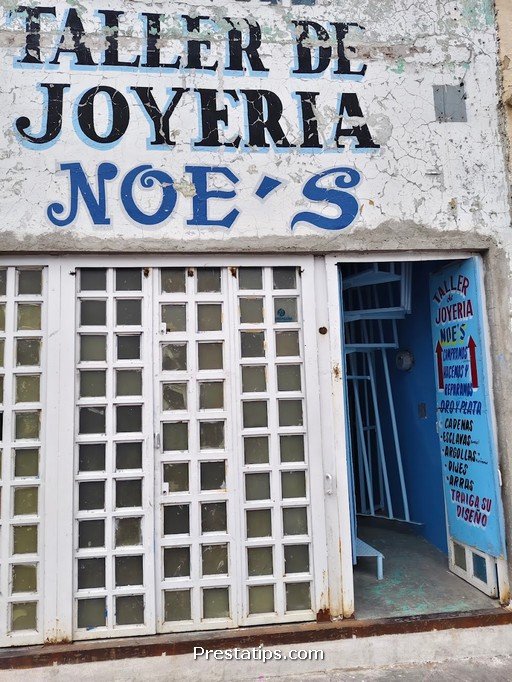 TALLER DE
JOYERIA
NOE'S
TALLER
de
JOYERIA
NOE'S
COMPRAMOS
HACEMOS Y
REPARAMOS
ORO Y PLATA
CADENAS
-ESCLAVAS-
-ARGOLLAS
-DIJES-
-ARRAS
TRAIGA SU
DISEÑO
Prestatips.com